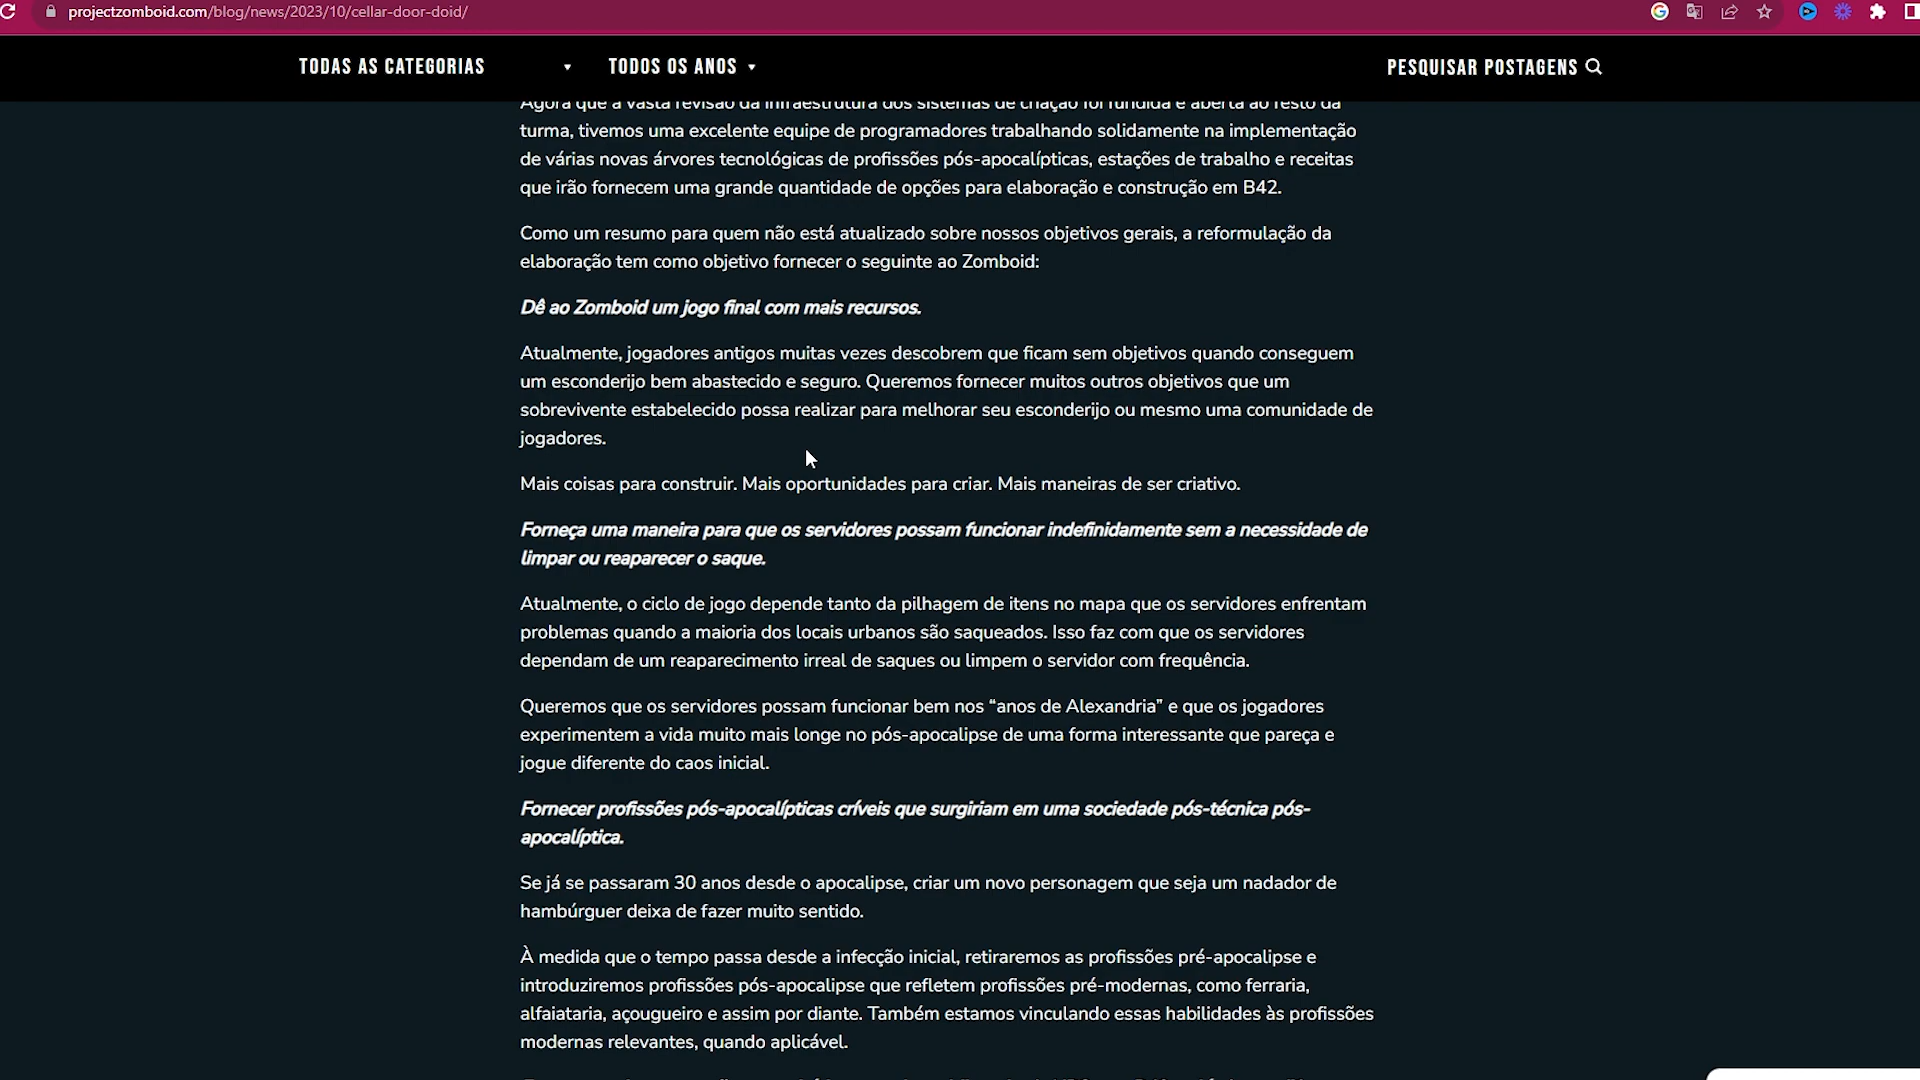 projectzomboid.com/blog/news/2023/10/cellar-door-doid/
TODAS AS CATEGORIAS TODOS OS ANOS PESQUISAR POSTAGENS
Agora que a vasta revisão da infraestrutura dos sistemas de criação foi fundida e aberta ao resto da
turma, tivemos uma excelente equipe de programadores trabalhando solidamente na implementação
de várias novas árvores tecnológicas de profissões pós-apocalípticas, estações de trabalho e receitas
que irão fornecem uma grande quantidade de opções para elaboração e construção em B42.
Como um resumo para quem não está atualizado sobre nossos objetivos gerais, a reformulação da
elaboração tem como objetivo fornecer o seguinte ao Zomboid:
Dê ao Zomboid um jogo final com mais recursos.
Atualmente, jogadores antigos muitas vezes descobrem que ficam sem objetivos quando conseguem
um esconderijo bem abastecido e seguro. Queremos fornecer muitos outros objetivos que um
sobrevivente estabelecido possa realizar para melhorar seu esconderijo ou mesmo uma comunidade de
jogadores.
Mais coisas para construir. Mais oportunidades para criar. Mais maneiras de ser criativo.
Forneça uma maneira para que os servidores possam funcionar indefinidamente sem a necessidade de
limpar ou reaparecer o saque.
Atualmente, o ciclo de jogo depende tanto da pilhagem de itens no mapa que os servidores enfrentam
problemas quando a maioria dos locais urbanos são saqueados. Isso faz com que os servidores
dependam de um reaparecimento irreal de saques ou limpem o servidor com frequência.
Queremos que os servidores possam funcionar bem nos “anos de Alexandria” e que os jogadores
experimentem a vida muito mais longe no pós-apocalipse de uma forma interessante que pareça e
jogue diferente do caos inicial.
Fornecer profissões pós-apocalípticas críveis que surgiriam em uma sociedade pós-técnica pós-
apocalíptica.
Se já se passaram 30 anos desde o apocalipse, criar um novo personagem que seja um nadador de
hambúrguer deixa de fazer muito sentido.
À medida que o tempo passa desde a infecção inicial, retiraremos as profissões pré-apocalipse e
introduziremos profissões pós-apocalipse que refletem profissões pré-modernas, como ferraria,
alfaiataria, açougueiro e assim por diante. Também estamos vinculando essas habilidades às profissões
modernas relevantes, quando aplicável.